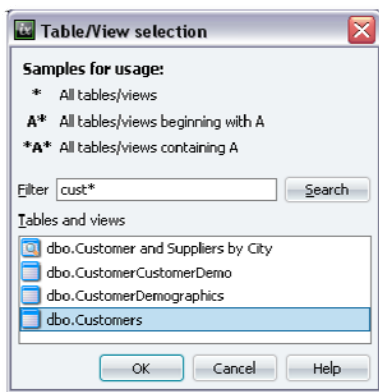 Table/View selection
Samples for usage:
* All tables/views
A* All tables/views beginning with A
*A* All tables/views containing A
Filter cust* Search
Tables and views
dbo.Customer and Suppliers by City
dbo.CustomerCustomerDemo
dbo.CustomerDemographics
dbo.Customers
OK Cancel Help